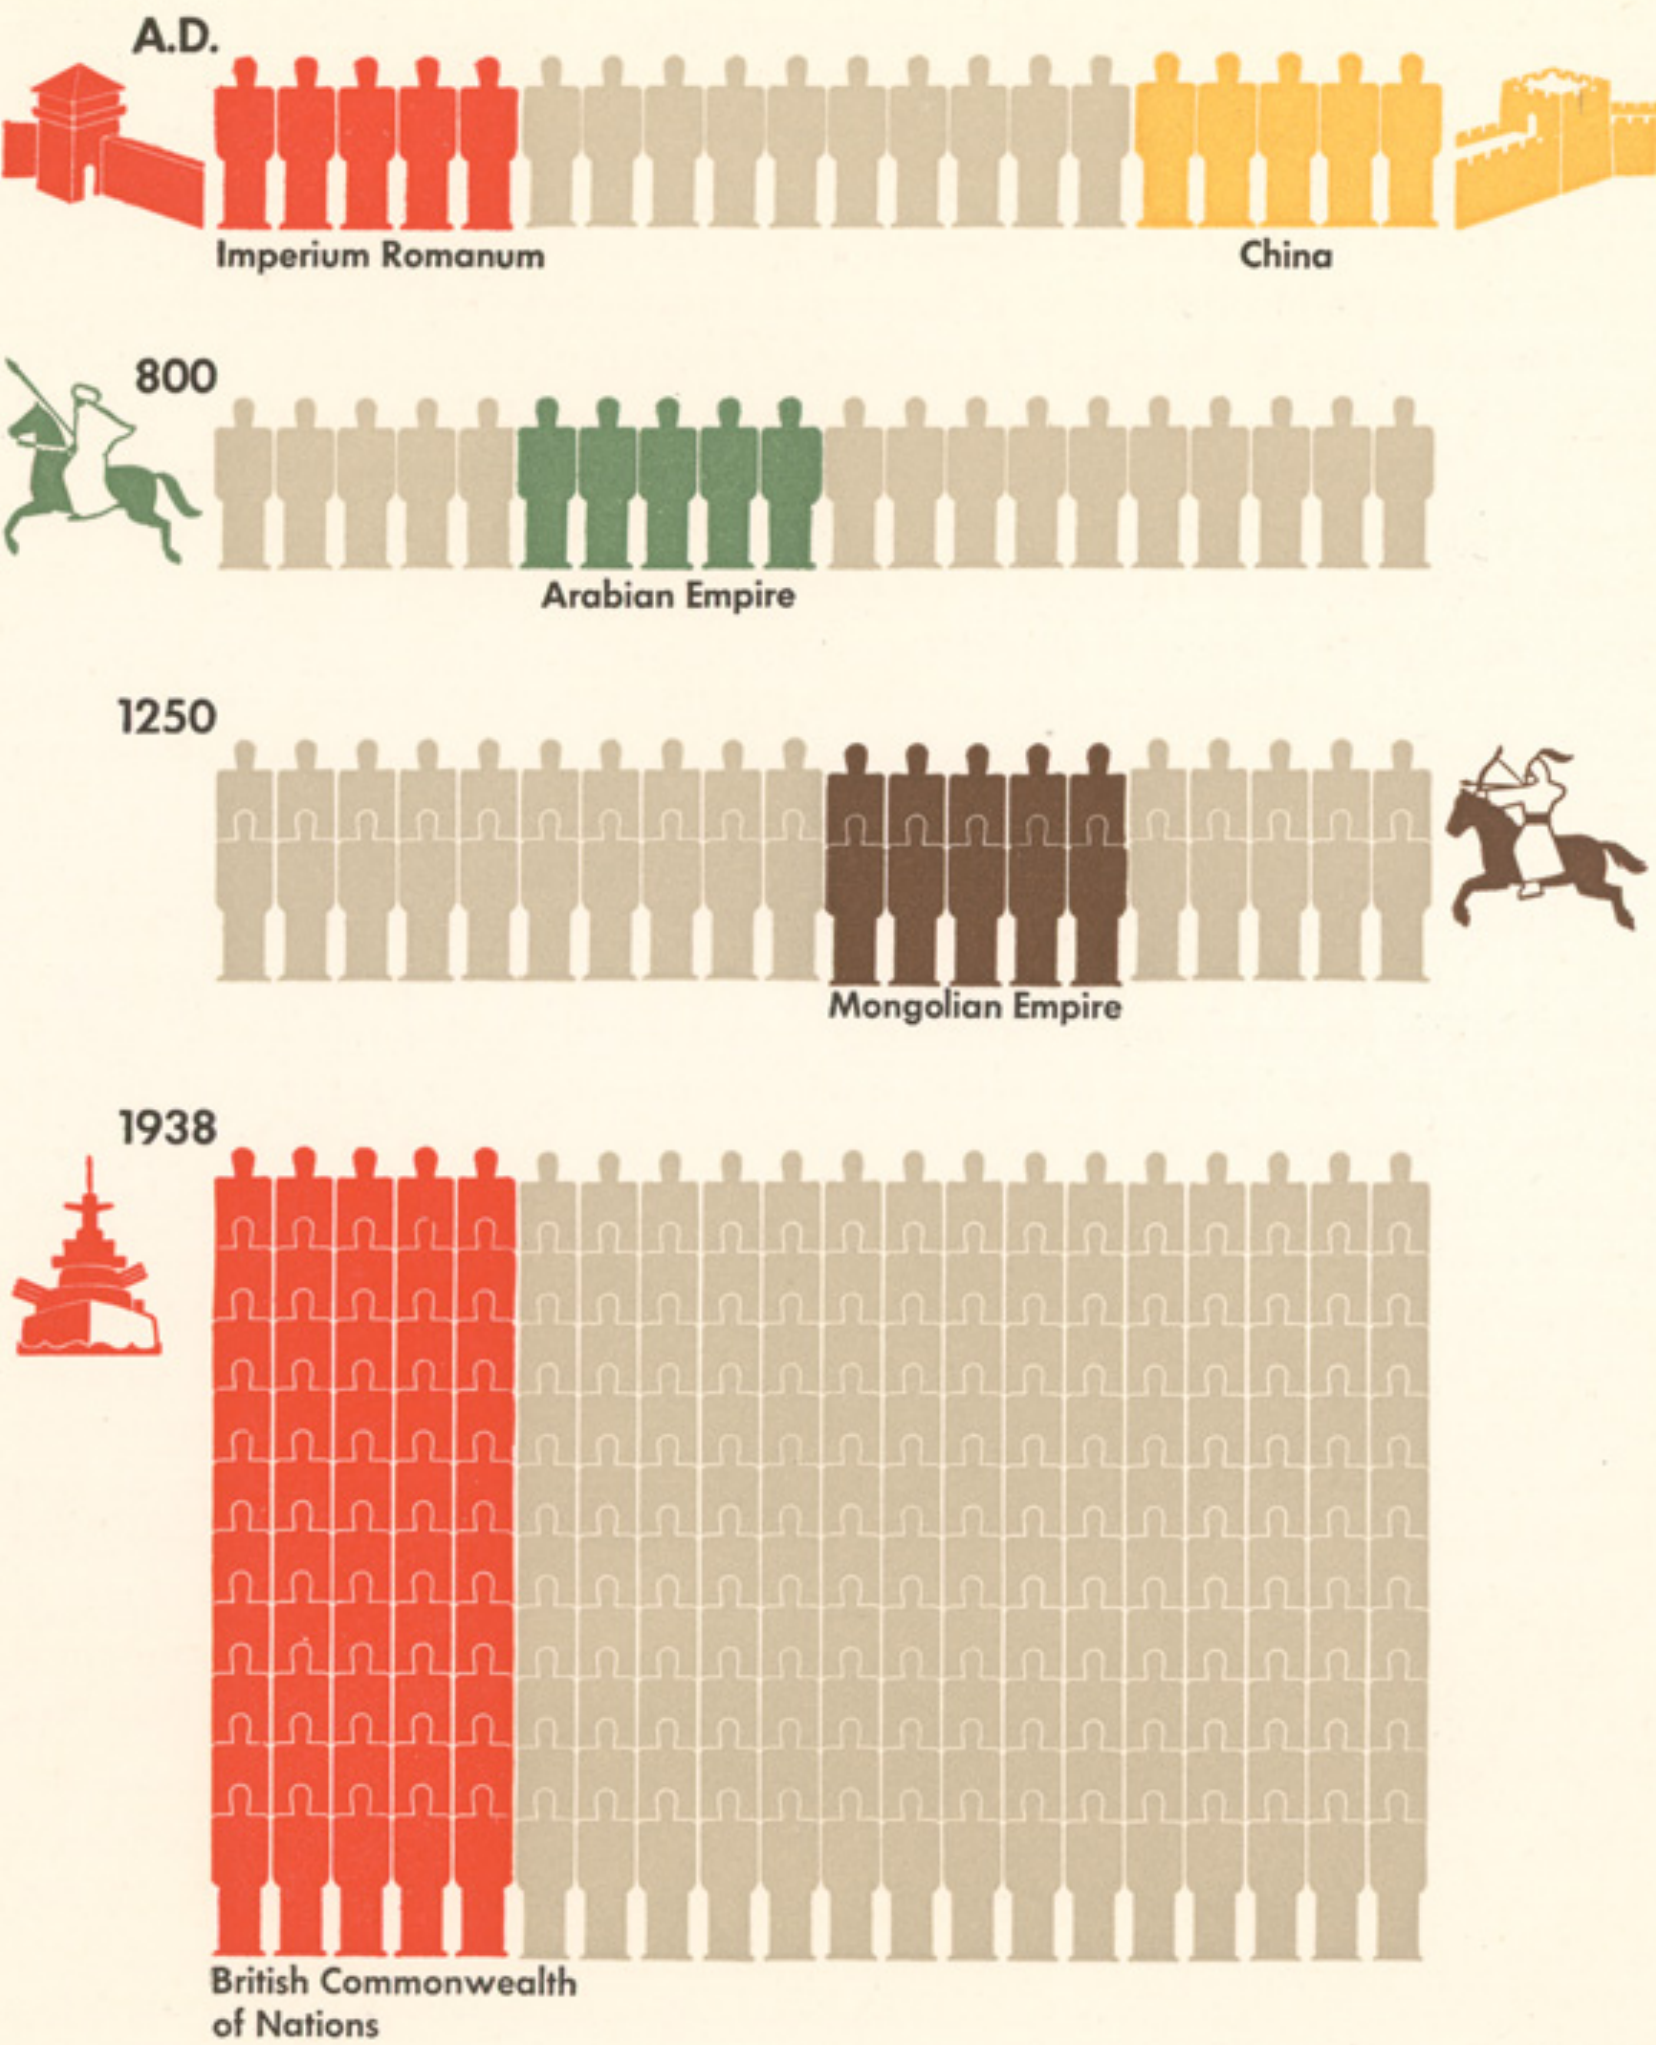 A.D.
Imperium Romanum
China
800
Arabian Empire
1250
Mongolian Empire
1938
British Commonwealth
of Nations